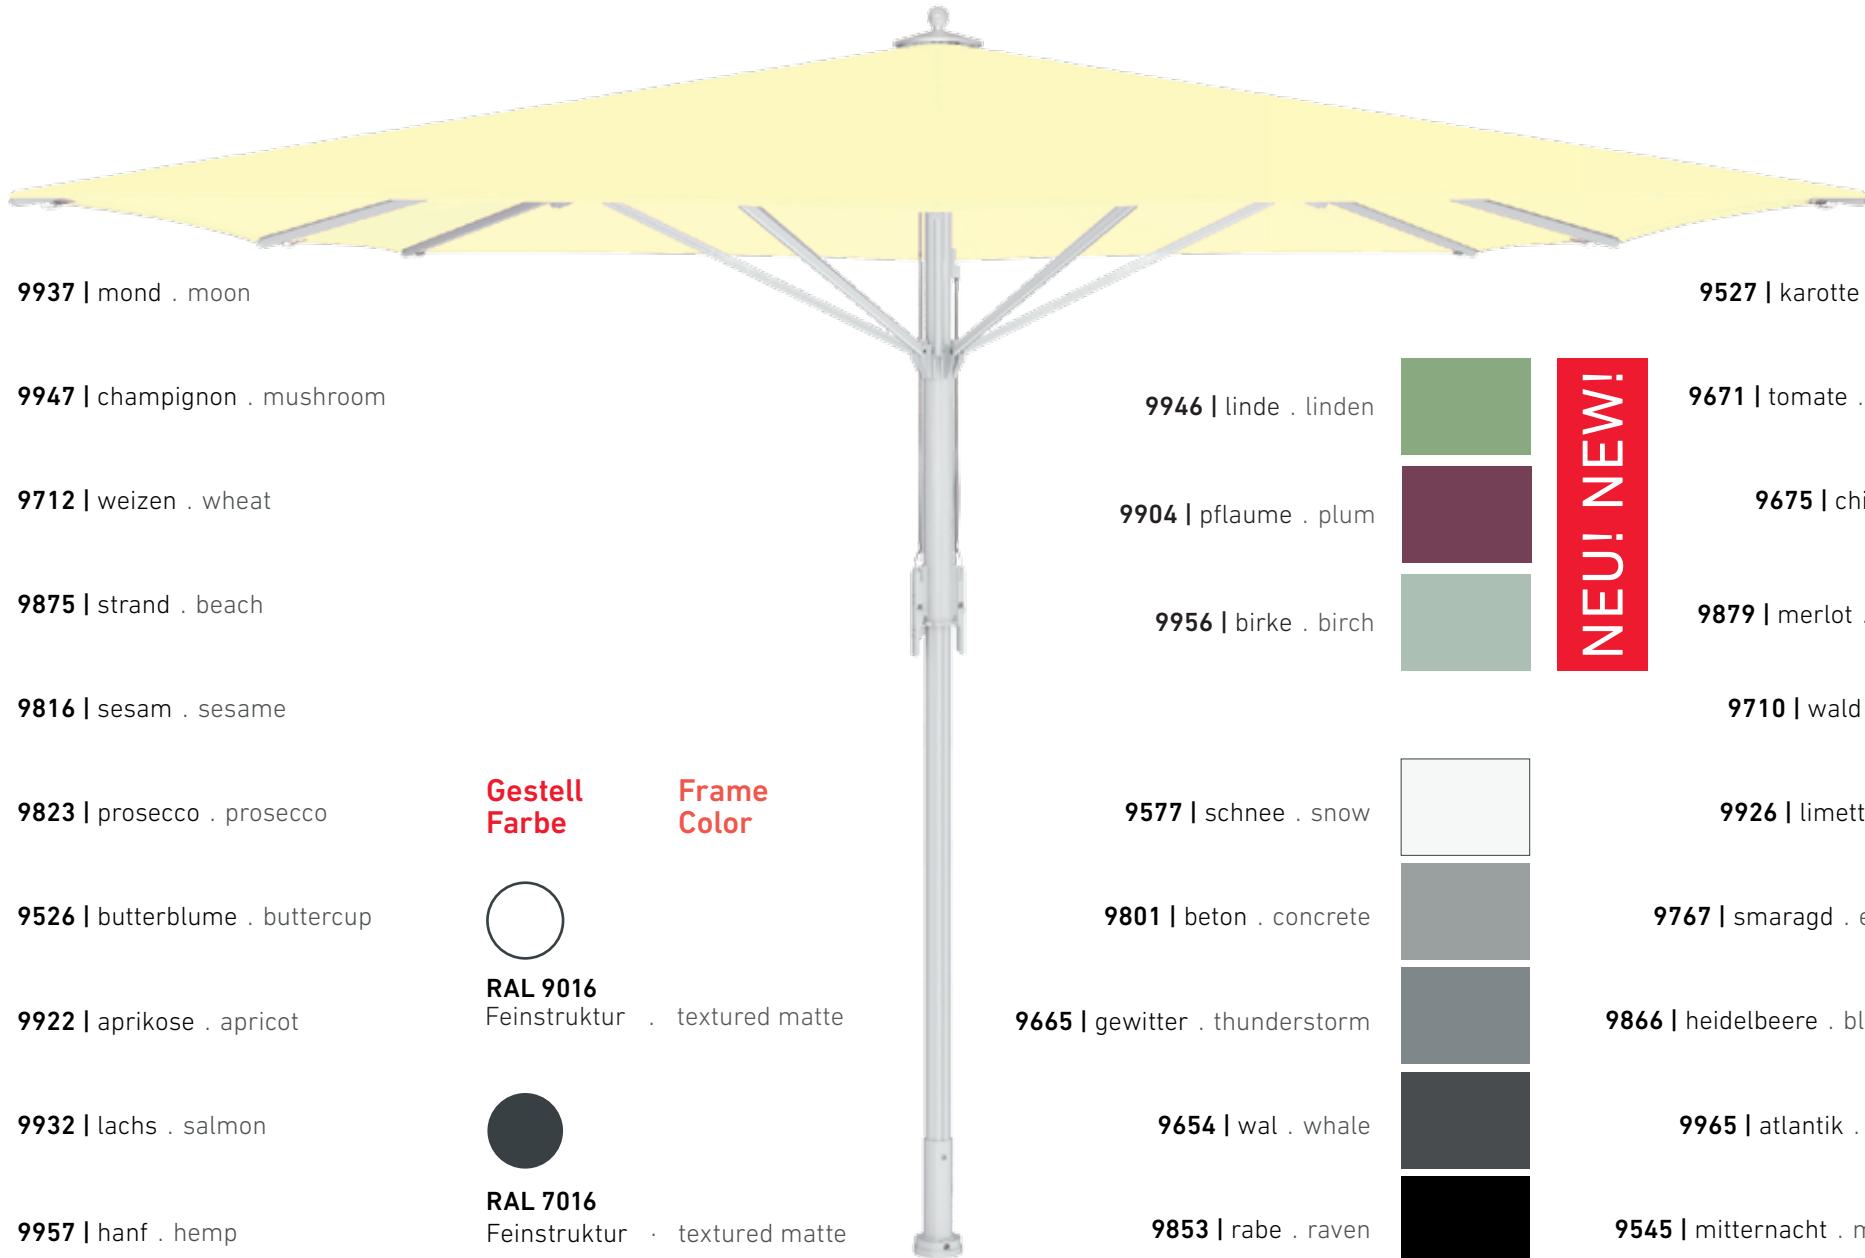 9937 | mond . moon
9947 | champignon . mushroom
9712 | weizen . wheat
9875 | strand . beach
9816 | sesam . sesame
9823 | prosecco . prosecco
9526 | butterblume . buttercup
9922 | aprikose . apricot
9932 | lachs . salmon
9957 | hanf . hemp
Gestell Frame
Farbe Color
RAL 9016
Feinstruktur . textured matte
RAL 7016
Feinstruktur · textured matte
9946 | linde . linden
9904 | pflaume . plum
9956 | birke . birch
NEU! NEW!
9577 | schnee . snow
9801 | beton . concrete
9665 | gewitter . thunderstorm
9654 | wal . whale
9853 | rabe . raven
9527 | karotte
9671 | tomate .
9675 |
9879 | merlot .
9710 | wald
9926 |
9767 | smaragd .
9866 | heidelbeere .
9965 | atlantik .
9545 | mitternacht .